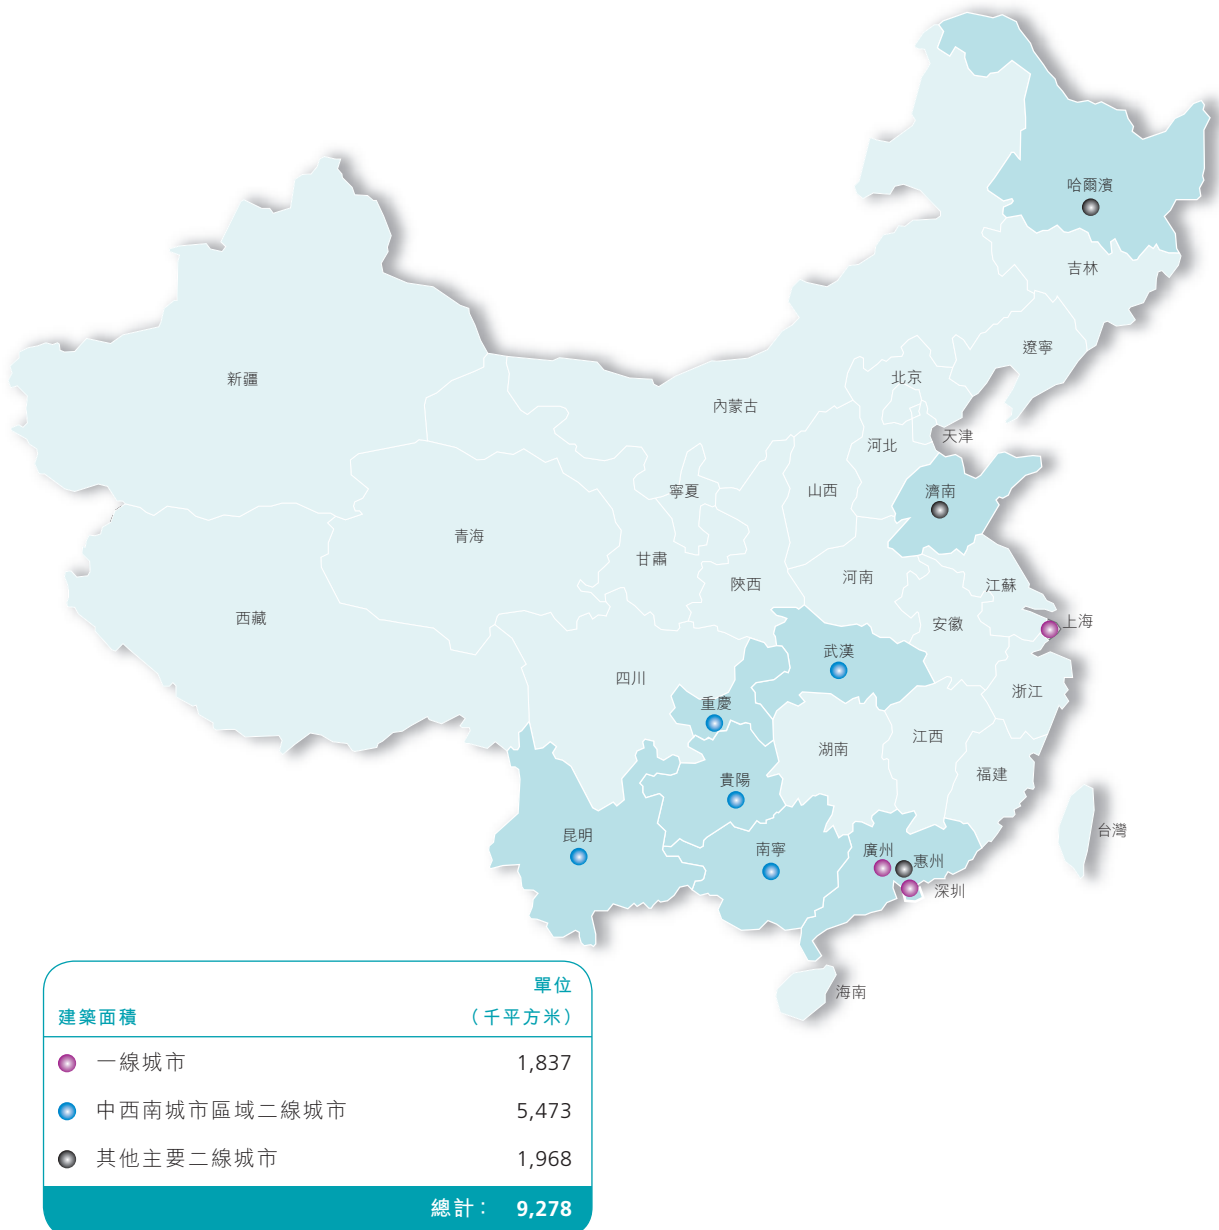 哈爾濱
吉林
遼寧
新疆
北京
內蒙古
天津
河北
寧夏
山西
濟南
青海
甘肅
陝西
河南
江蘇
西藏
安徽
上海
武漢
四川
浙江
重慶
湖南
江西
福建
貴陽
台灣
昆明
南寧
廣州
惠州
深圳
海南
單位
建築面積 （千平方米）
一線城市 1,837
中西南城市區域二線城市 5,473
其他主要二線城市 1,968
總計： 9,278